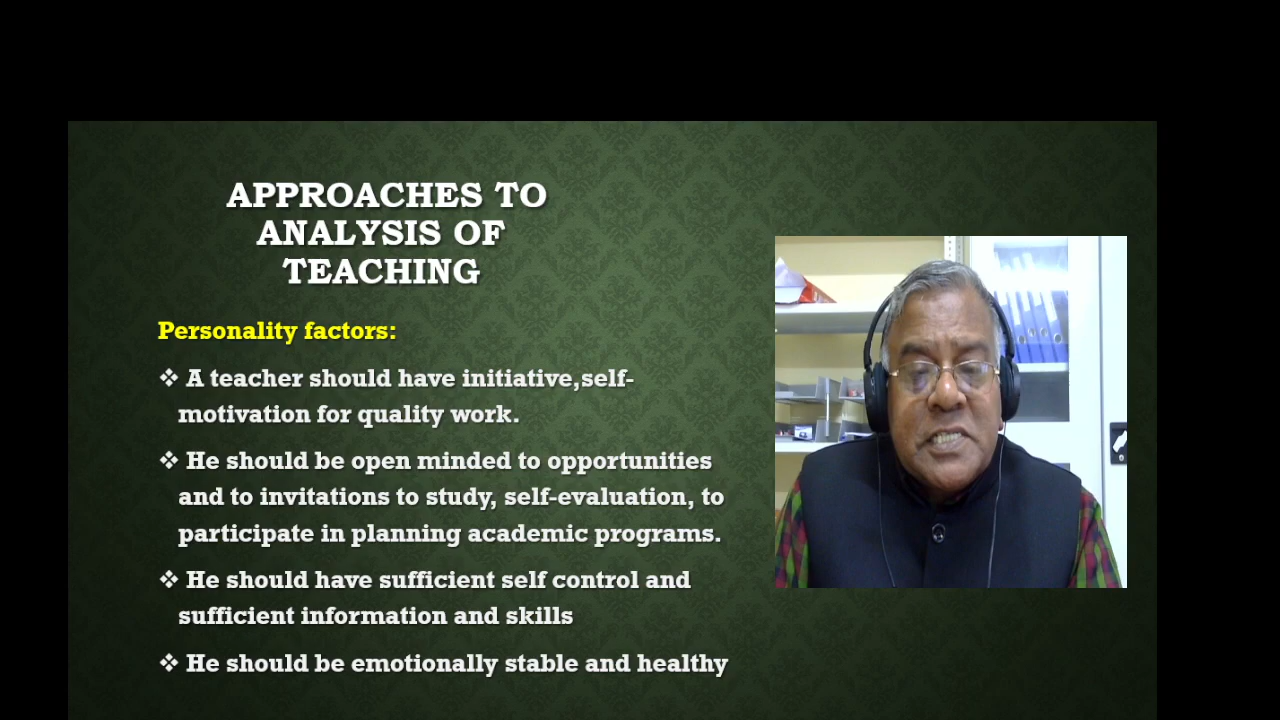 APPROACHES TO
ANALYSIS OF
TEACHING
Personality factors:
❖ A teacher should have initiative,self-
motivation for quality work.
❖ He should be open minded to opportunities
and to invitations to study, self-evaluation, to
participate in planning academic programs.
❖ He should have sufficient self control and
sufficient information and skills
❖ He should be emotionally stable and healthy